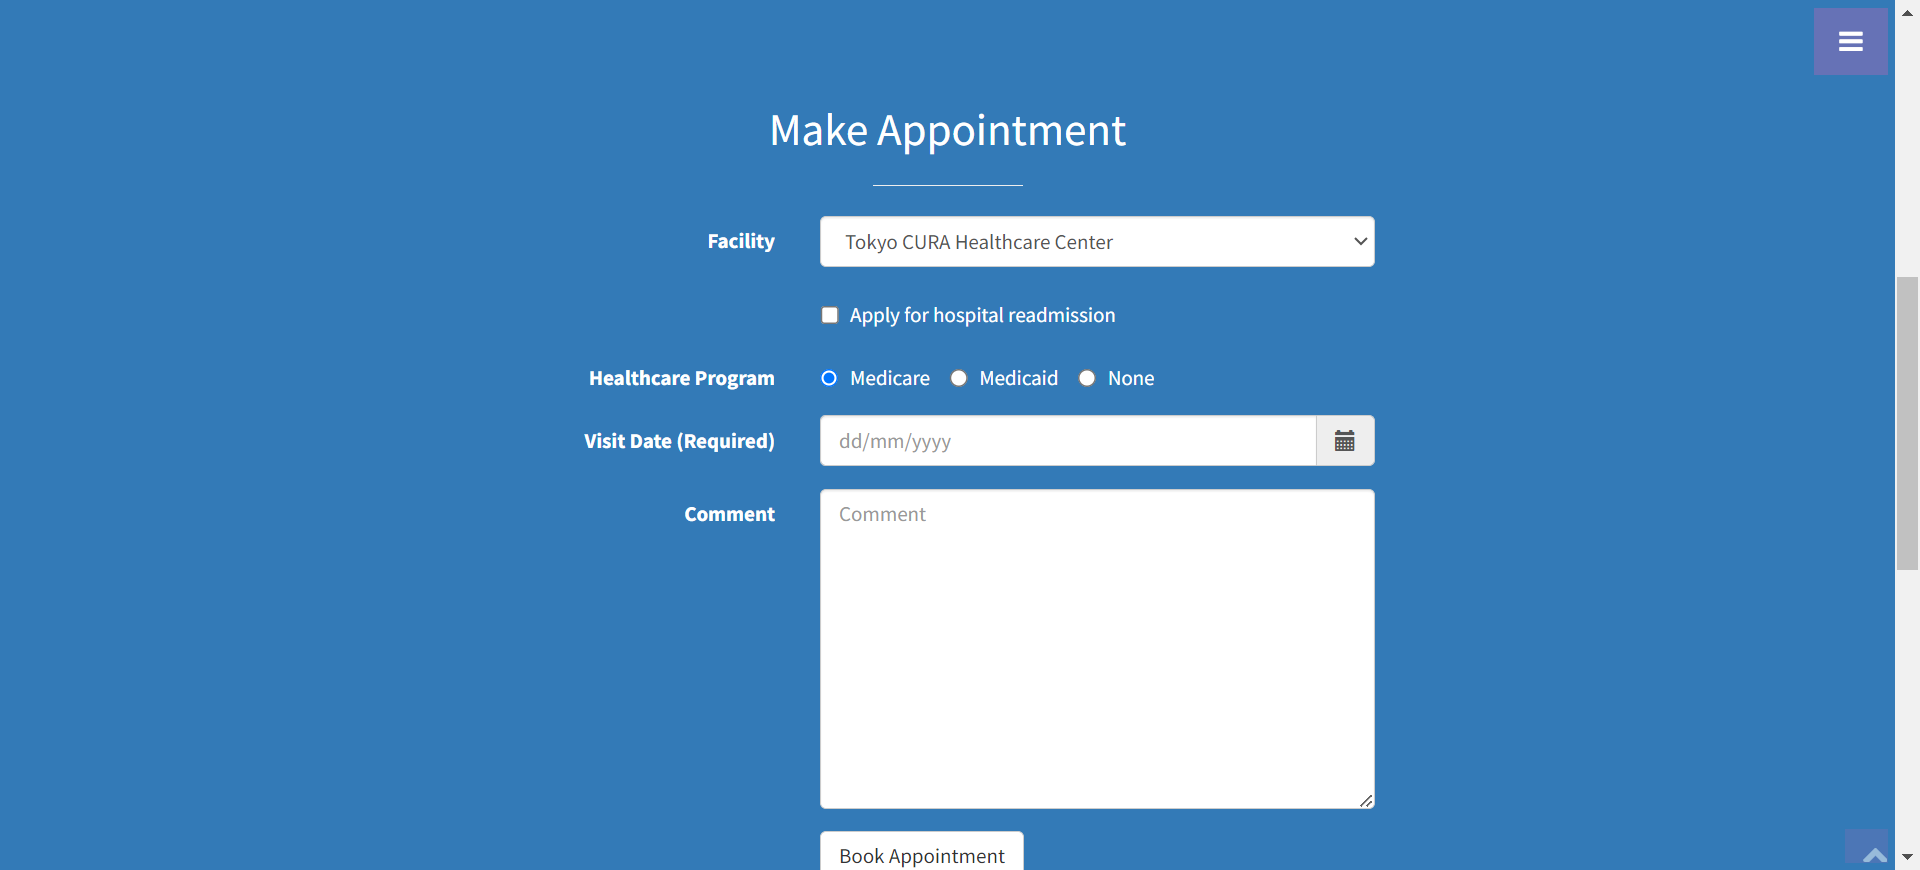 Make Appointment
Facility
Tokyo CURA Healthcare Center
Apply for hospital readmission
Healthcare Program
Medicare Medicaid None
Visit Date (Required)
dd/mm/yyyy
Comment
Comment
Book Appointment